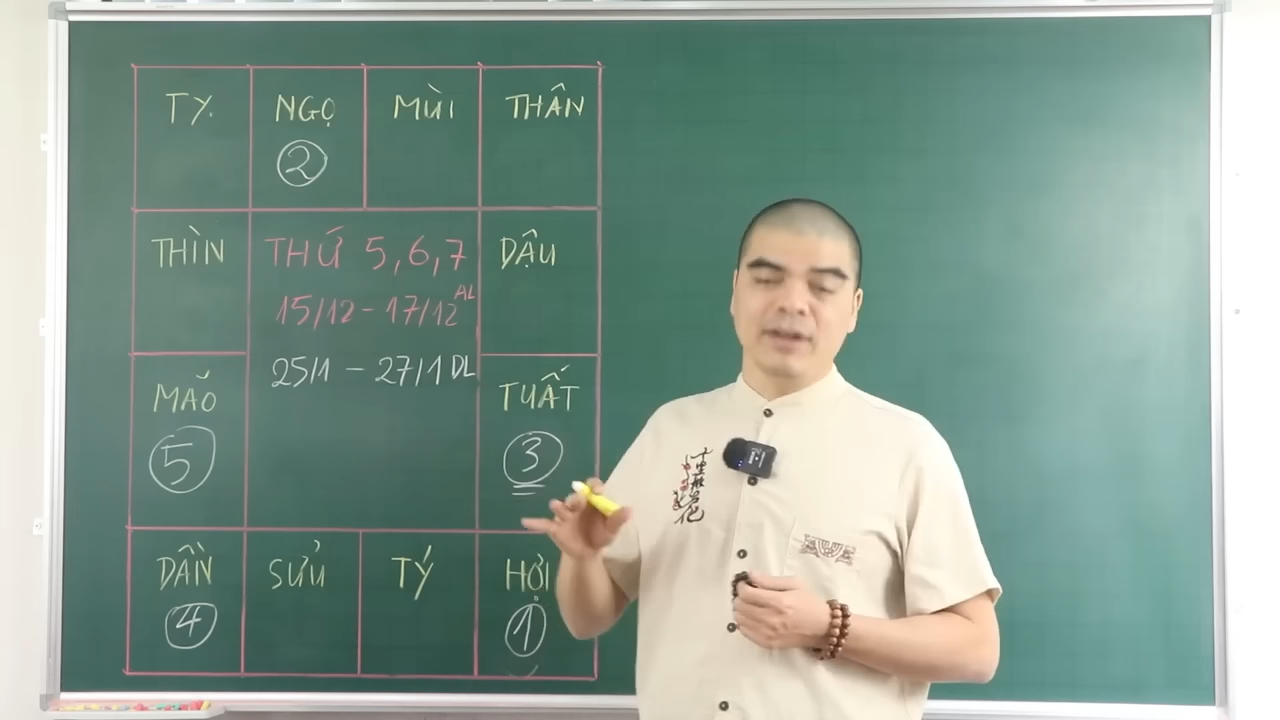 TỴ. NGỌ MÙI THÂN
②
THÌN THỨ 5,6,7 DẬU
15/12 - 17/12 AL
25/1 - 27/1 DL
MÃO TUẤT
⑤ ③
DẦN SỬU TÝ HỢI
④ ①